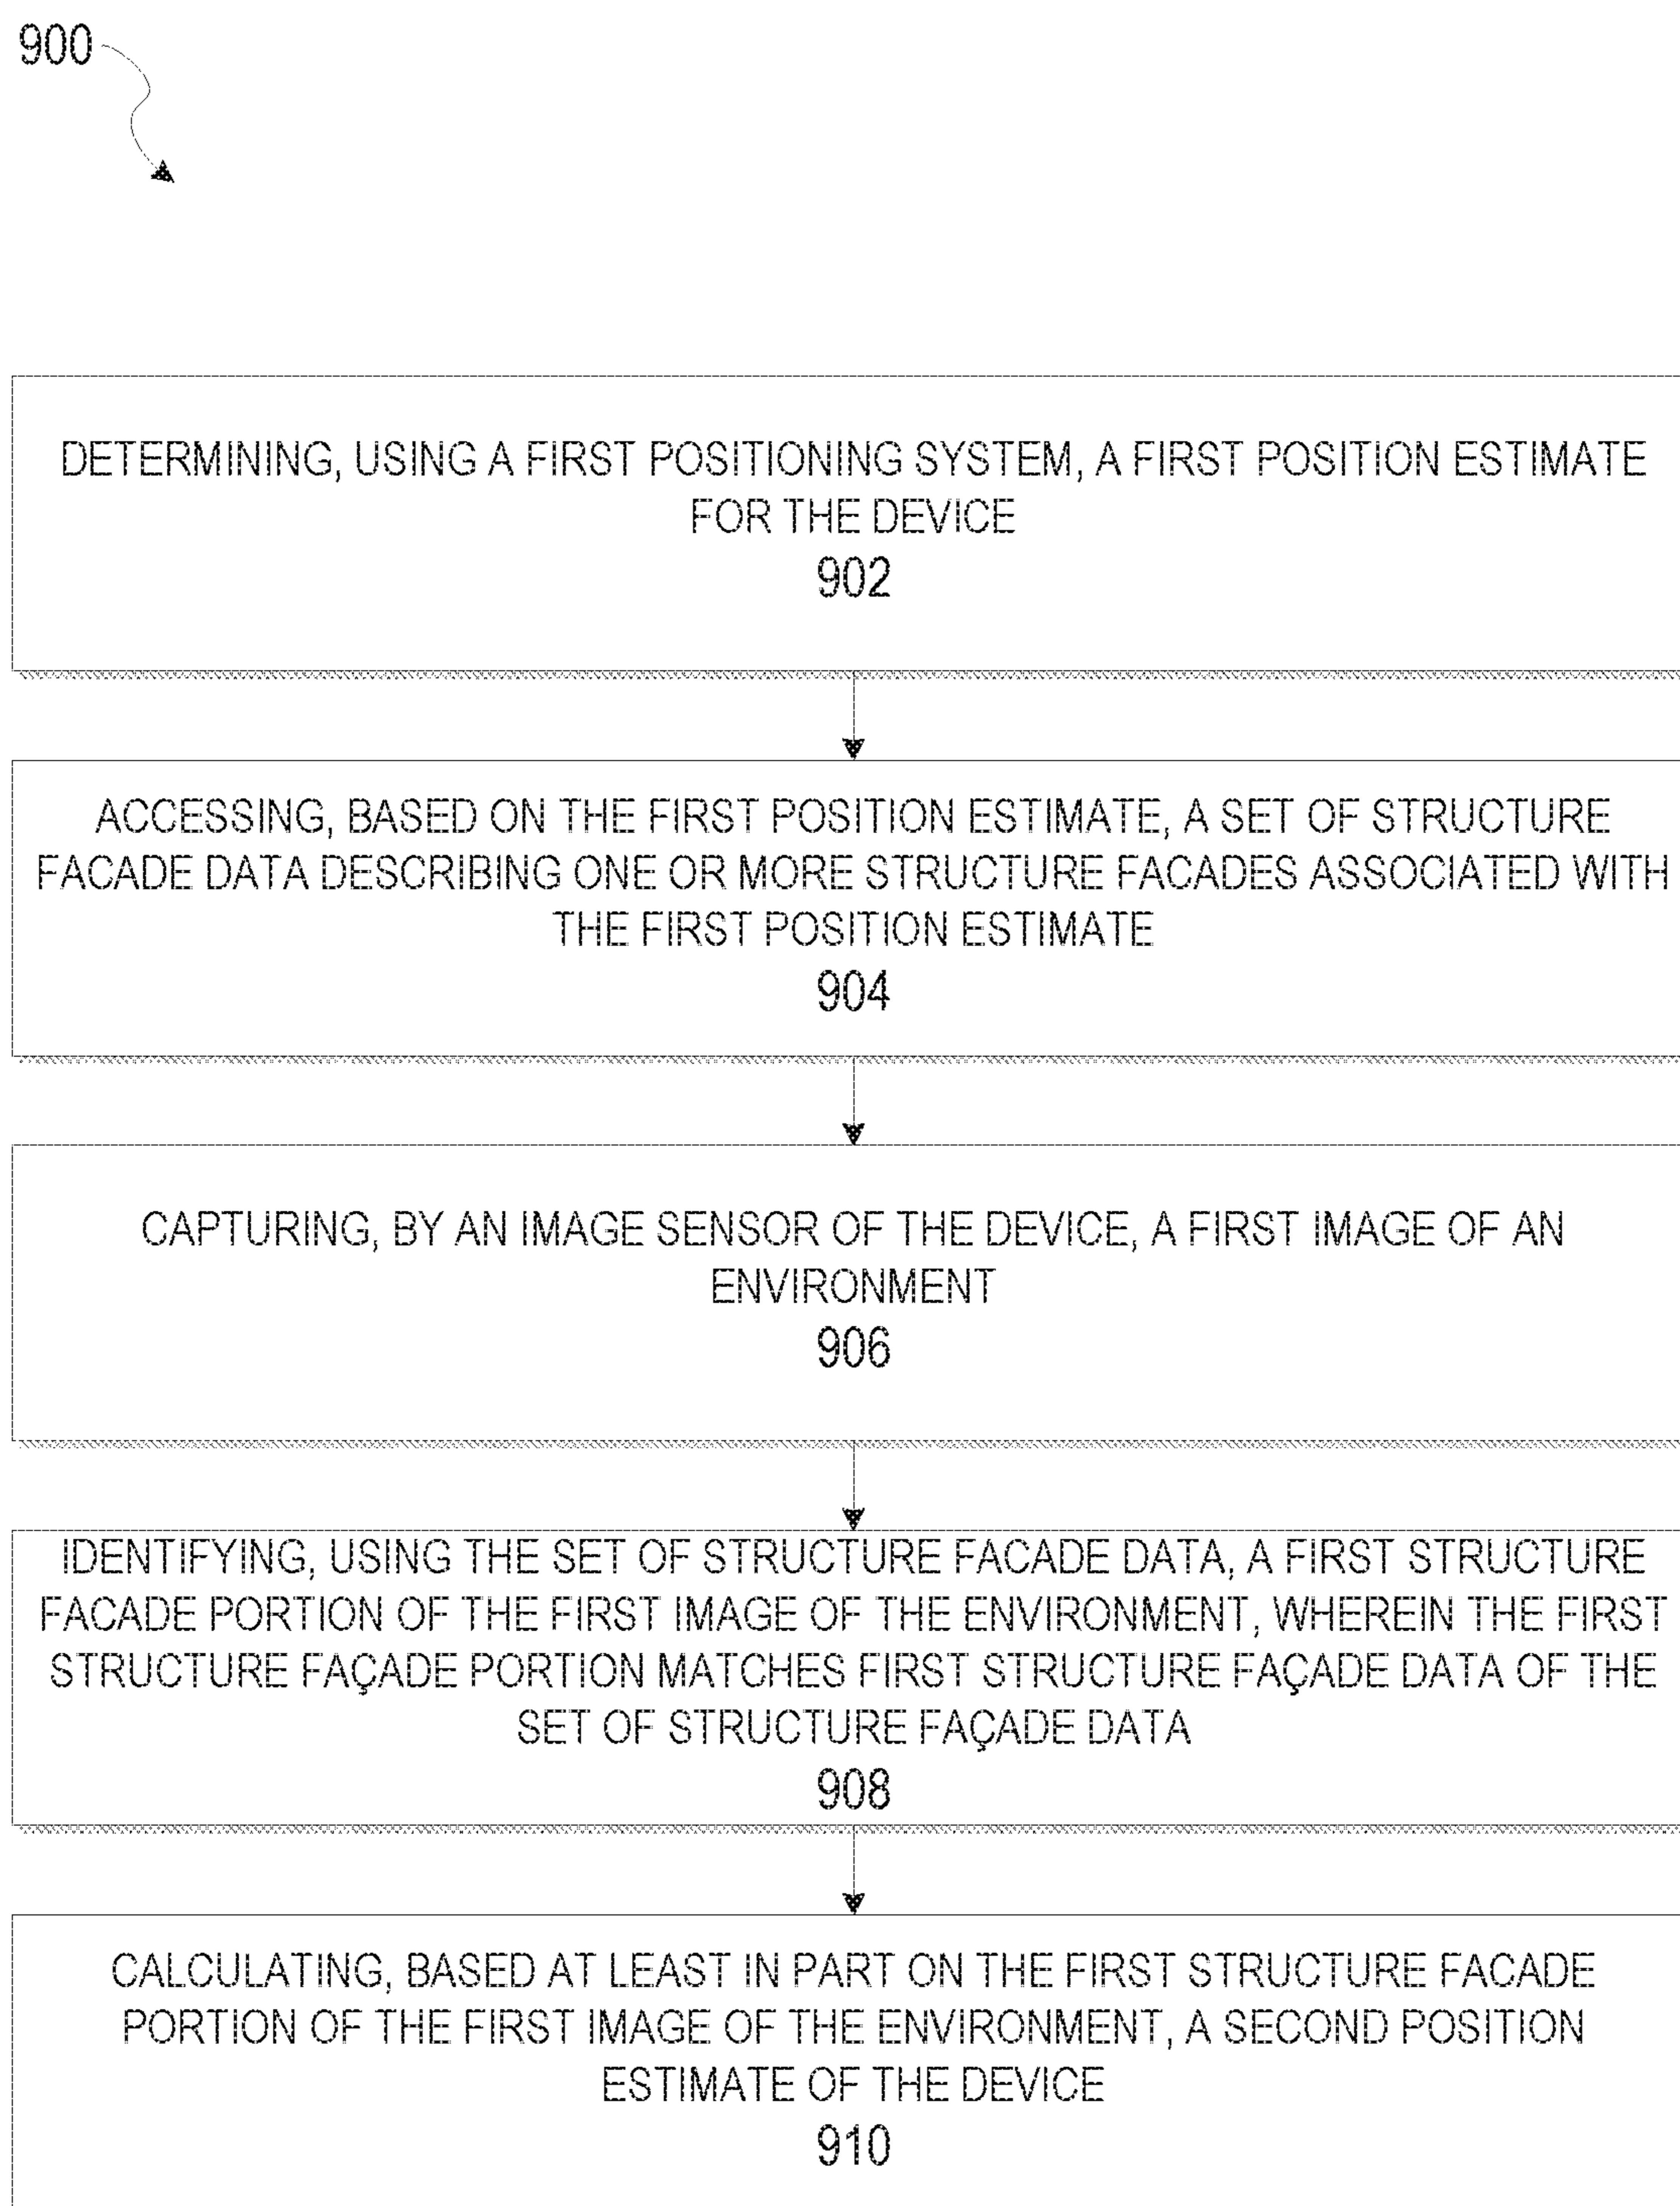 900
DETERMINING, USING A FIRST POSITIONING SYSTEM, A FIRST POSITION ESTIMATE
FOR THE DEVICE
902
ACCESSING, BASED ON THE FIRST POSITION ESTIMATE, A SET OF STRUCTURE
FACADE DATA DESCRIBING ONE OR MORE STRUCTURE FACADES ASSOCIATED WITH
THE FIRST POSITION ESTIMATE
904
CAPTURING, BY AN IMAGE SENSOR OF THE DEVICE, A FIRST IMAGE OF AN
ENVIRONMENT
906
IDENTIFYING, USING THE SET OF STRUCTURE FACADE DATA, A FIRST STRUCTURE
FACADE PORTION OF THE FIRST IMAGE OF THE ENVIRONMENT, WHEREIN THE FIRST
STRUCTURE FAÇADE PORTION MATCHES FIRST STRUCTURE FAÇADE DATA OF THE
SET OF STRUCTURE FAÇADE DATA
908
CALCULATING, BASED AT LEAST IN PART ON THE FIRST STRUCTURE FACADE
PORTION OF THE FIRST IMAGE OF THE ENVIRONMENT, A SECOND POSITION
ESTIMATE OF THE DEVICE
910